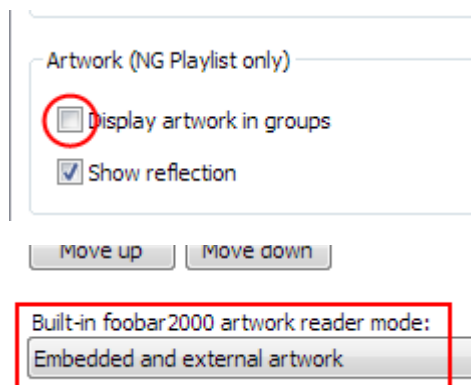 Artwork (NG Playlist only)
Display artwork in groups
Show reflection
Move up Move down
Built-in foobar2000 artwork reader mode:
Embedded and external artwork